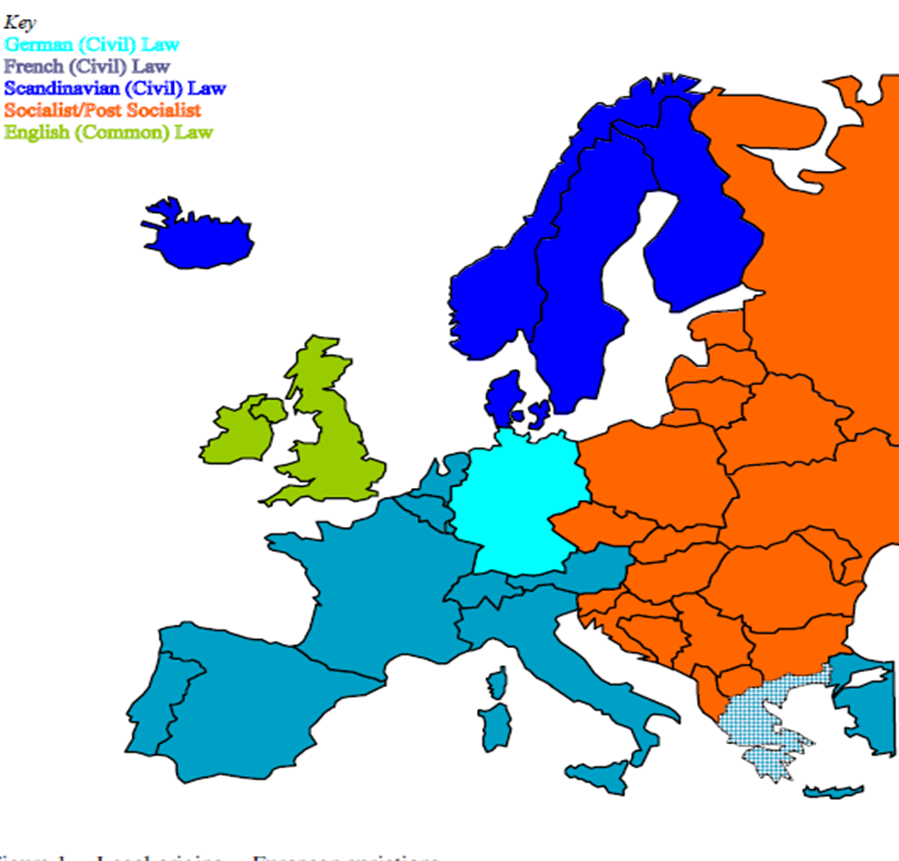 Key
German (Civil) Law
French (Civil) Law
Scandinavian (Civil) Law
Socialist/Post Socialist
English (Common) Law